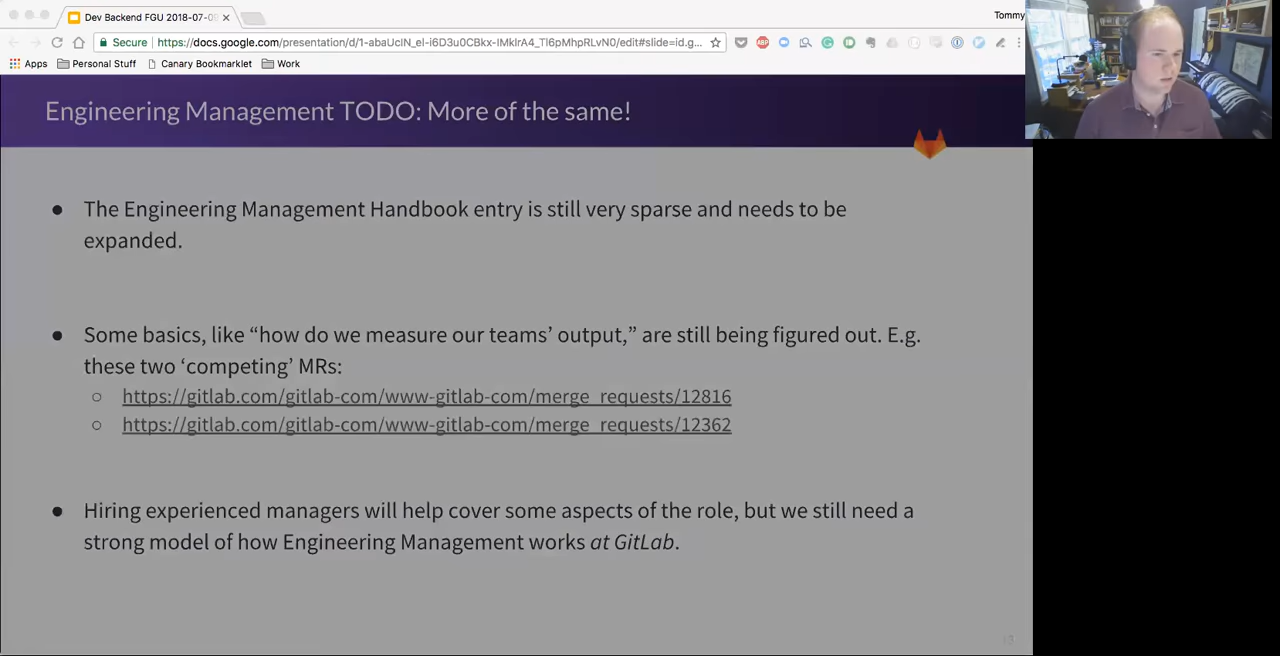 Dev Backend FGU 2018-07-09
Tommy
Secure
https://docs.google.com/presentation/d/1-abaUclN_el-i6D3u0CBkx-IMkIrA4_Tl6pMhpRLvN0/edit#slide=id.g...
Apps
Personal Stuff
Canary Bookmarklet
Work
Engineering Management TODO: More of the same!
● The Engineering Management Handbook entry is still very sparse and needs to be
expanded.
● Some basics, like “how do we measure our teams’ output,” are still being figured out. E.g.
these two ‘competing’ MRs:
○ https://gitlab.com/gitlab-com/www-gitlab-com/merge_requests/12816
○ https://gitlab.com/gitlab-com/www-gitlab-com/merge_requests/12362
● Hiring experienced managers will help cover some aspects of the role, but we still need a
strong model of how Engineering Management works at GitLab.